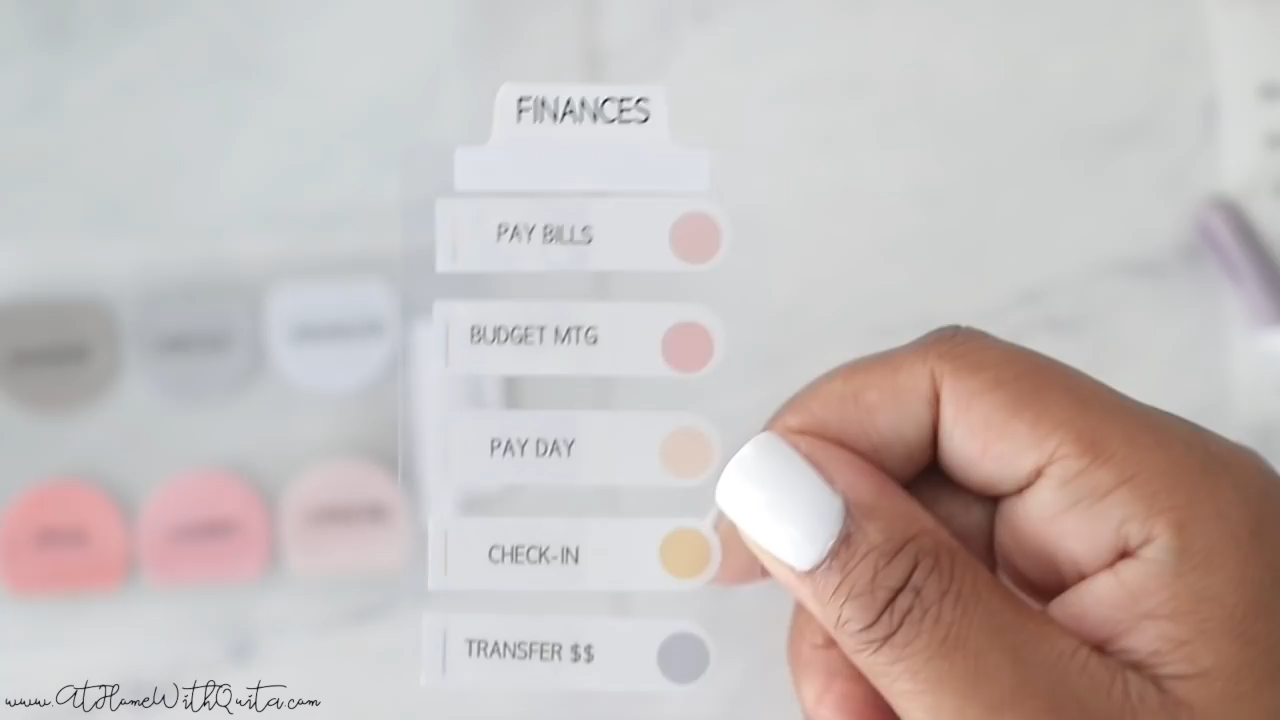 FINANCES
PAY BILLS
BUDGET MTG
PAY DAY
CHECK-IN
TRANSFER $$
www.AtHomeWithQuita.com